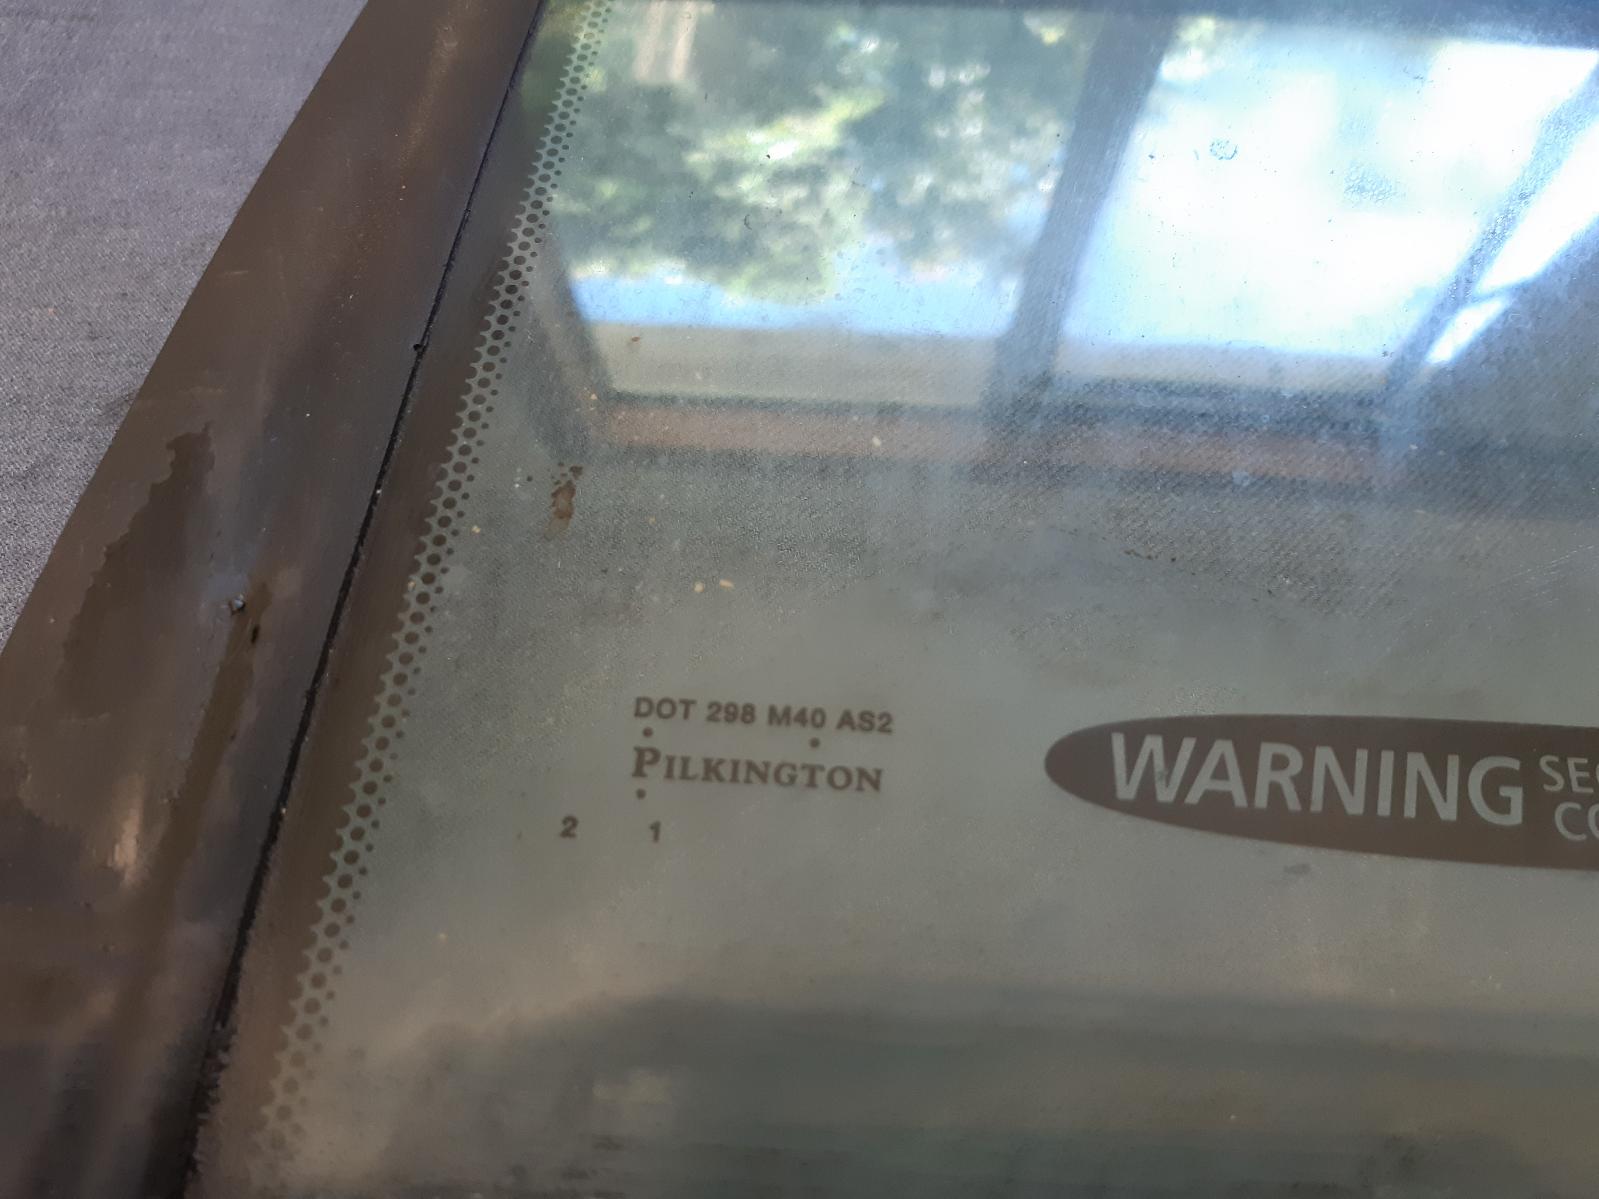 DOT 298 M40 AS2
PILKINGTON
2 1
WARNING